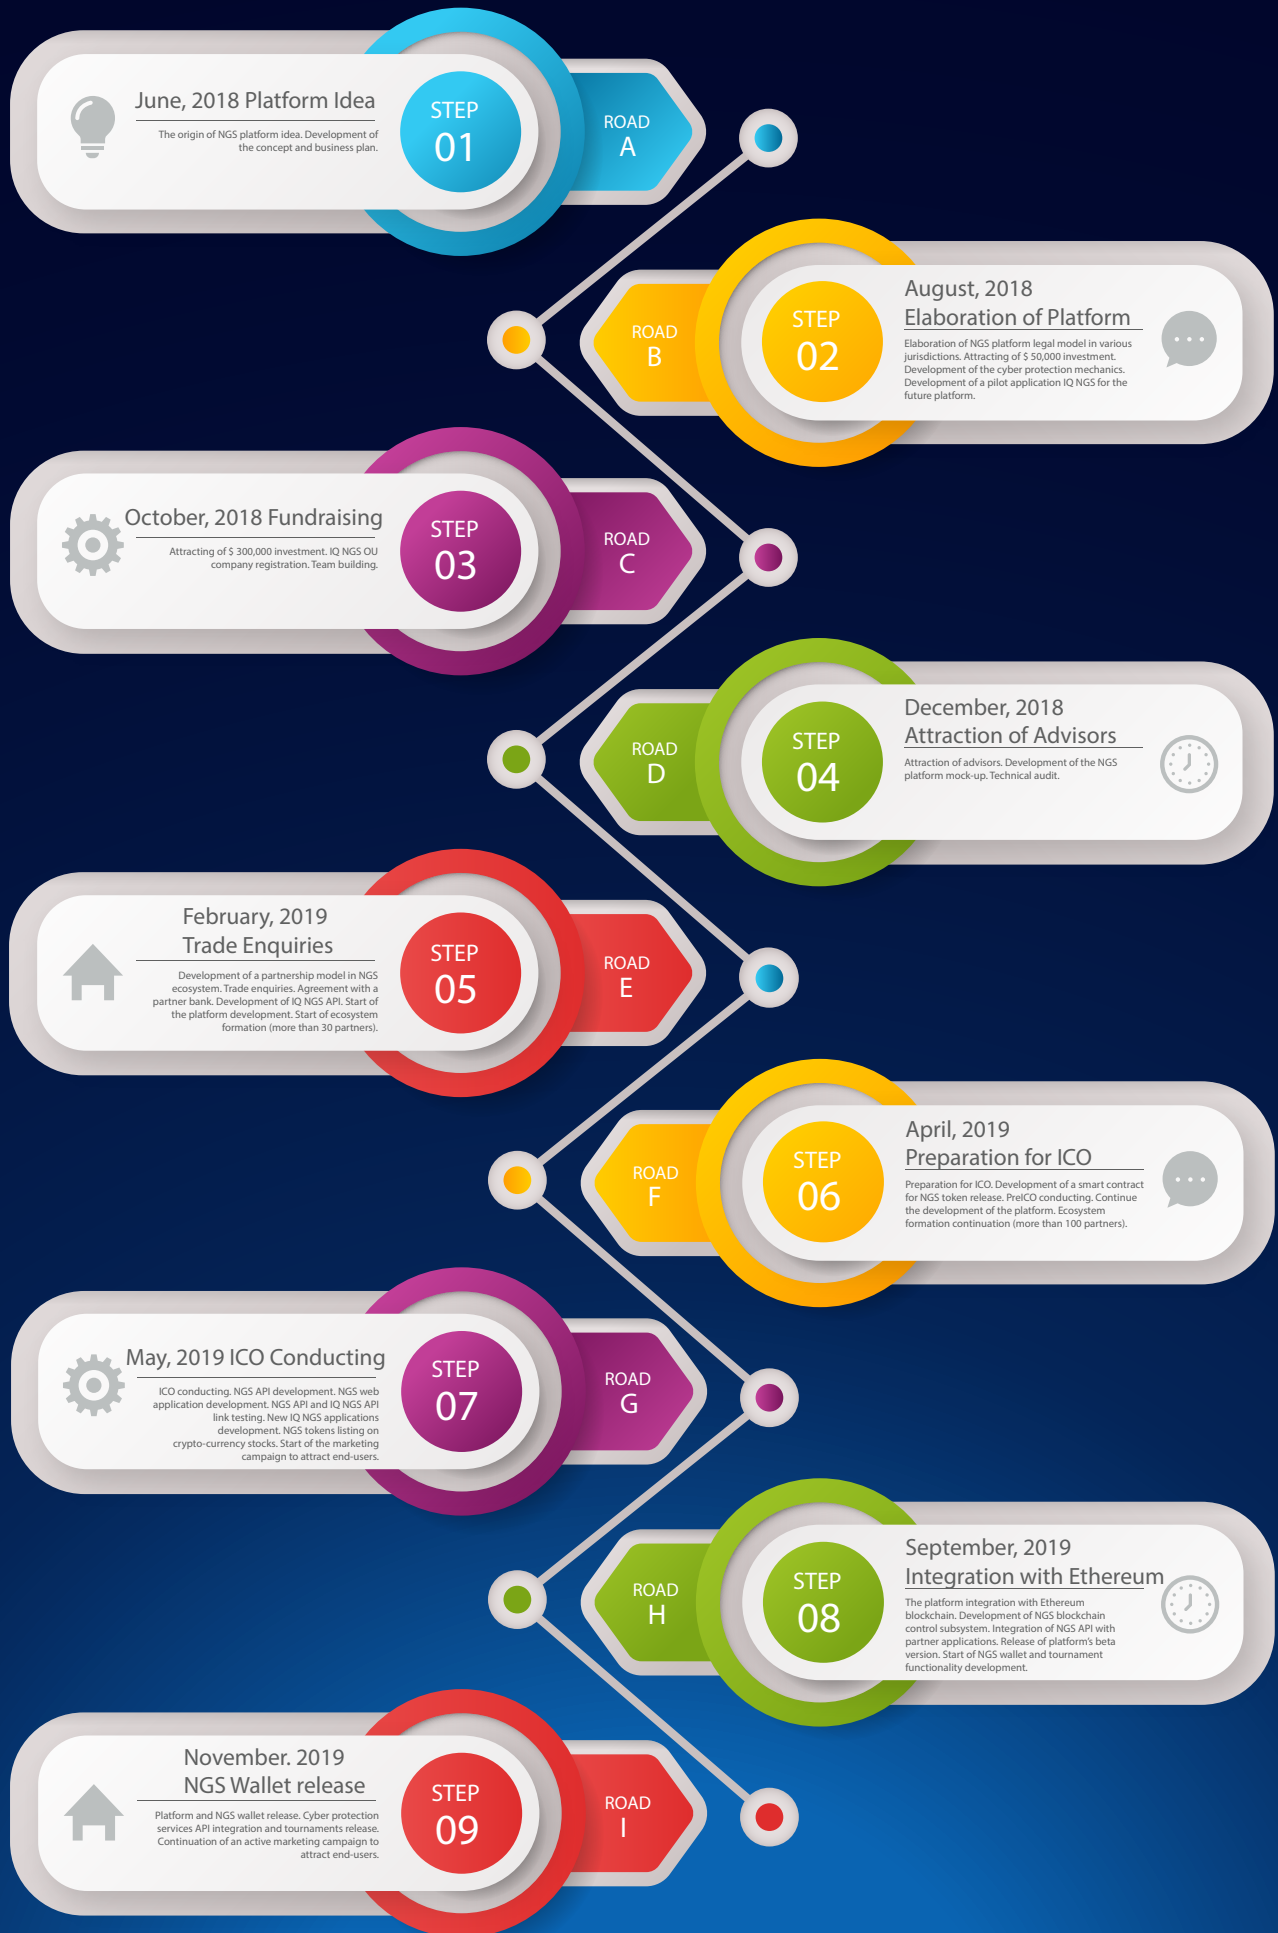 June, 2018 Platform Idea
The origin of NGS platform idea. Development of
the concept and business plan.
STEP
01
ROAD
A
ROAD
B
STEP
02
August, 2018
Elaboration of Platform
Elaboration of NGS platform legal model in various
jurisdictions. Attracting of $ 50,000 investment.
Development of the cyber protection mechanics.
Development of a pilot application IQ NGS for the
future platform.
October, 2018 Fundraising
Attracting of $ 300,000 investment. IQ NGS OU
company registration. Team building.
STEP
03
ROAD
C
ROAD
D
STEP
04
December, 2018
Attraction of Advisors
Attraction of advisors. Development of the NGS
platform mock-up. Technical audit.
February, 2019
Trade Enquiries
Development of a partnership model in NGS
ecosystem. Trade enquiries. Agreement with a
partner bank. Development of IQ NGS API. Start of
the platform development. Start of ecosystem
formation (more than 30 partners).
STEP
05
ROAD
E
ROAD
F
STEP
06
April, 2019
Preparation for ICO
Preparation for ICO. Development of a smart contract
for NGS token release. PreICO conducting. Continue
the development of the platform. Ecosystem
formation continuation (more than 100 partners).
May, 2019 ICO Conducting
ICO conducting. NGS API development. NGS web
application development. NGS API and IQ NGS API
link testing. New IQ NGS applications
development. NGS tokens listing on
crypto-currency stocks. Start of the marketing
campaign to attract end-users.
STEP
07
ROAD
G
ROAD
H
STEP
08
September, 2019
Integration with Ethereum
The platform integration with Ethereum
blockchain. Development of NGS blockchain
control subsystem. Integration of NGS API with
partner applications. Release of platform's beta
version. Start of NGS wallet and tournament
functionality development.
November. 2019
NGS Wallet release
Platform and NGS wallet release. Cyber protection
services API integration and tournaments release.
Continuation of an active marketing campaign to
attract end-users.
STEP
09
ROAD
I